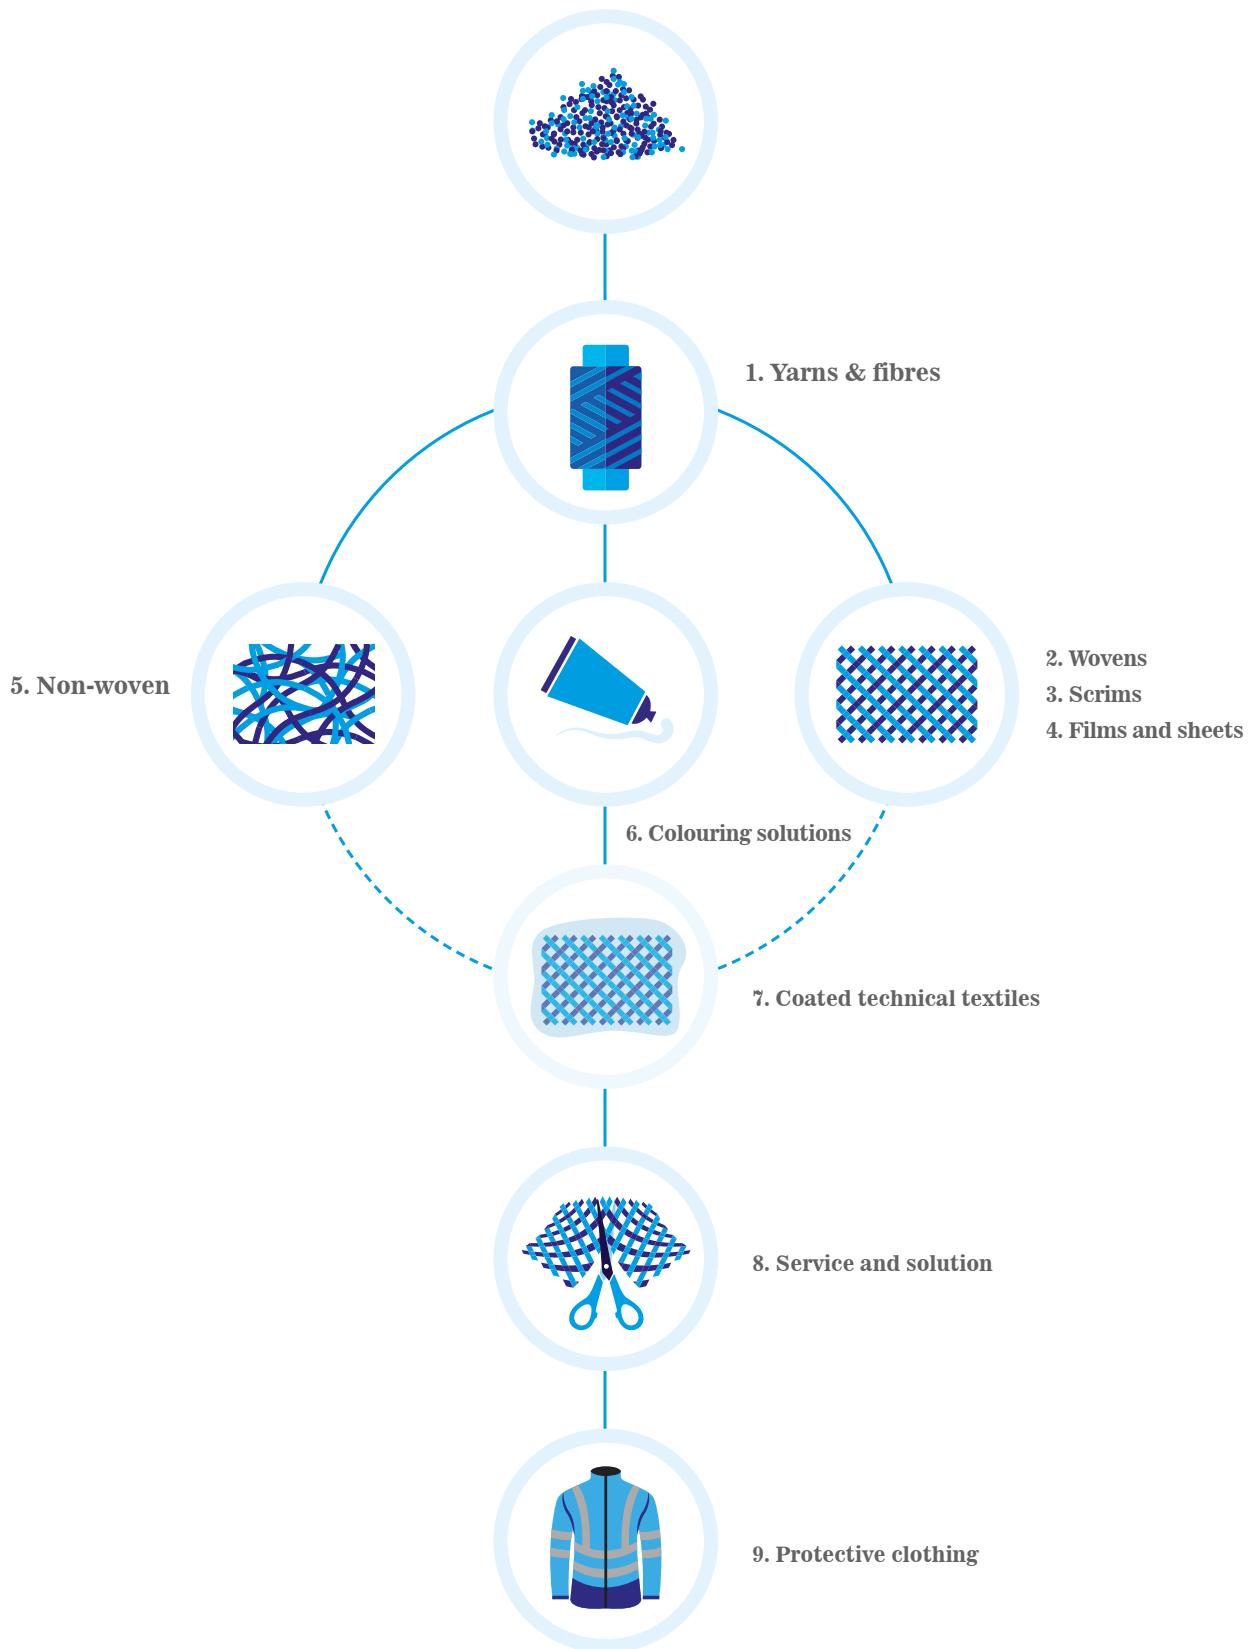 1. Yarns & fibres
5. Non-woven
2. Wovens
3. Scrims
4. Films and sheets
6. Colouring solutions
7. Coated technical textiles
8. Service and solution
9. Protective clothing